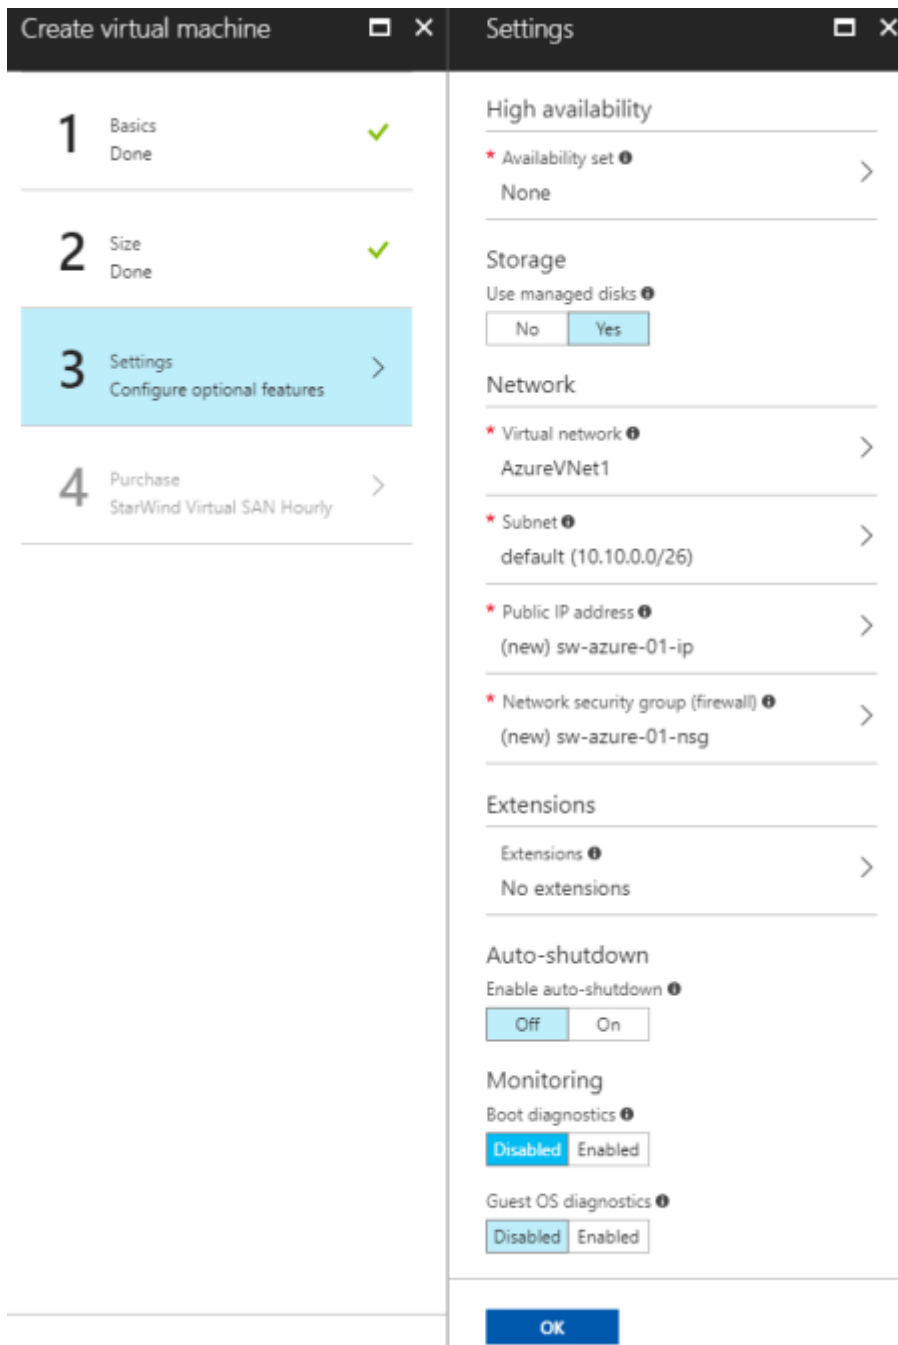 Create virtual machine
1
Basics
Done
2
Size
Done
3
Settings
Configure optional features
4
Purchase
StarWind Virtual SAN Hourly
Settings
High availability
* Availability set
None
Storage
Use managed disks
No Yes
Network
* Virtual network
AzureVNet1
* Subnet
default (10.10.0.0/26)
* Public IP address
(new) sw-azure-01-ip
* Network security group (firewall)
(new) sw-azure-01-nsg
Extensions
Extensions
No extensions
Auto-shutdown
Enable auto-shutdown
Off On
Monitoring
Boot diagnostics
Disabled Enabled
Guest OS diagnostics
Disabled Enabled
OK